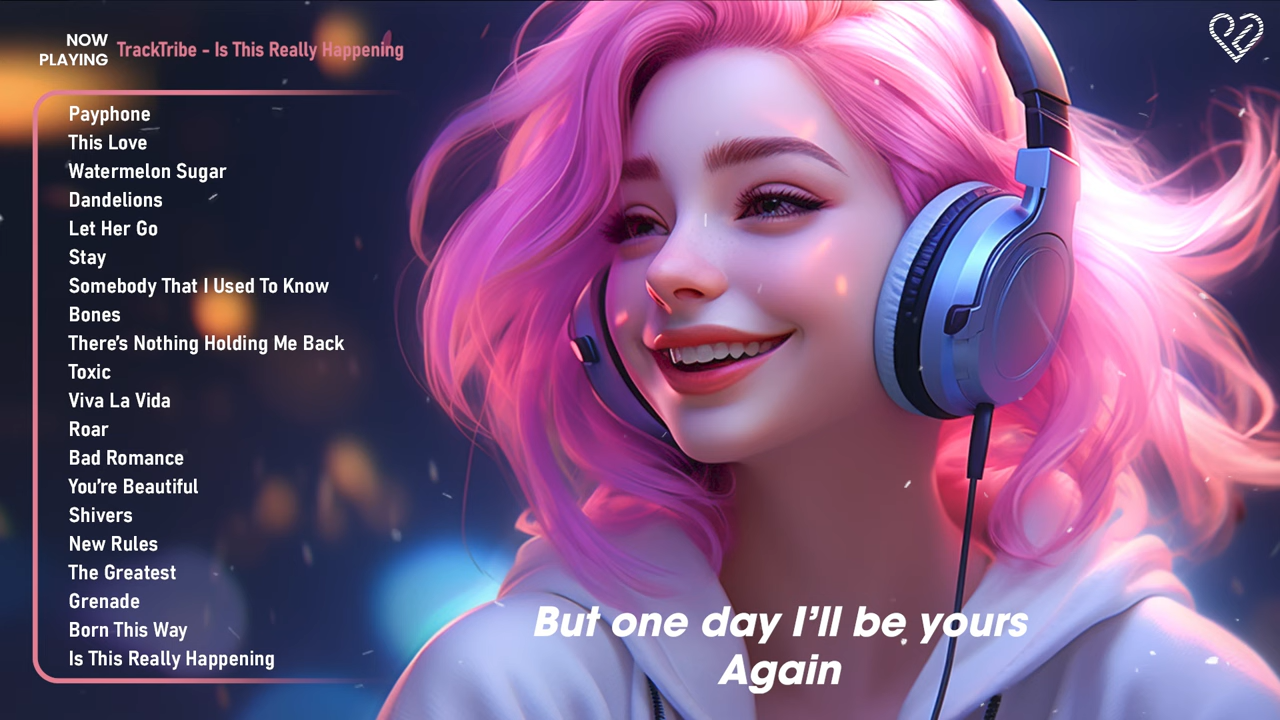 NOW
PLAYING
TrackTribe - Is This Really Happening
Payphone
This Love
Watermelon Sugar
Dandelions
Let Her Go
Stay
Somebody That I Used To Know
Bones
There's Nothing Holding Me Back
Toxic
Viva La Vida
Roar
Bad Romance
You're Beautiful
Shivers
New Rules
The Greatest
Grenade
Born This Way
Is This Really Happening
But one day I'll be yours
Again